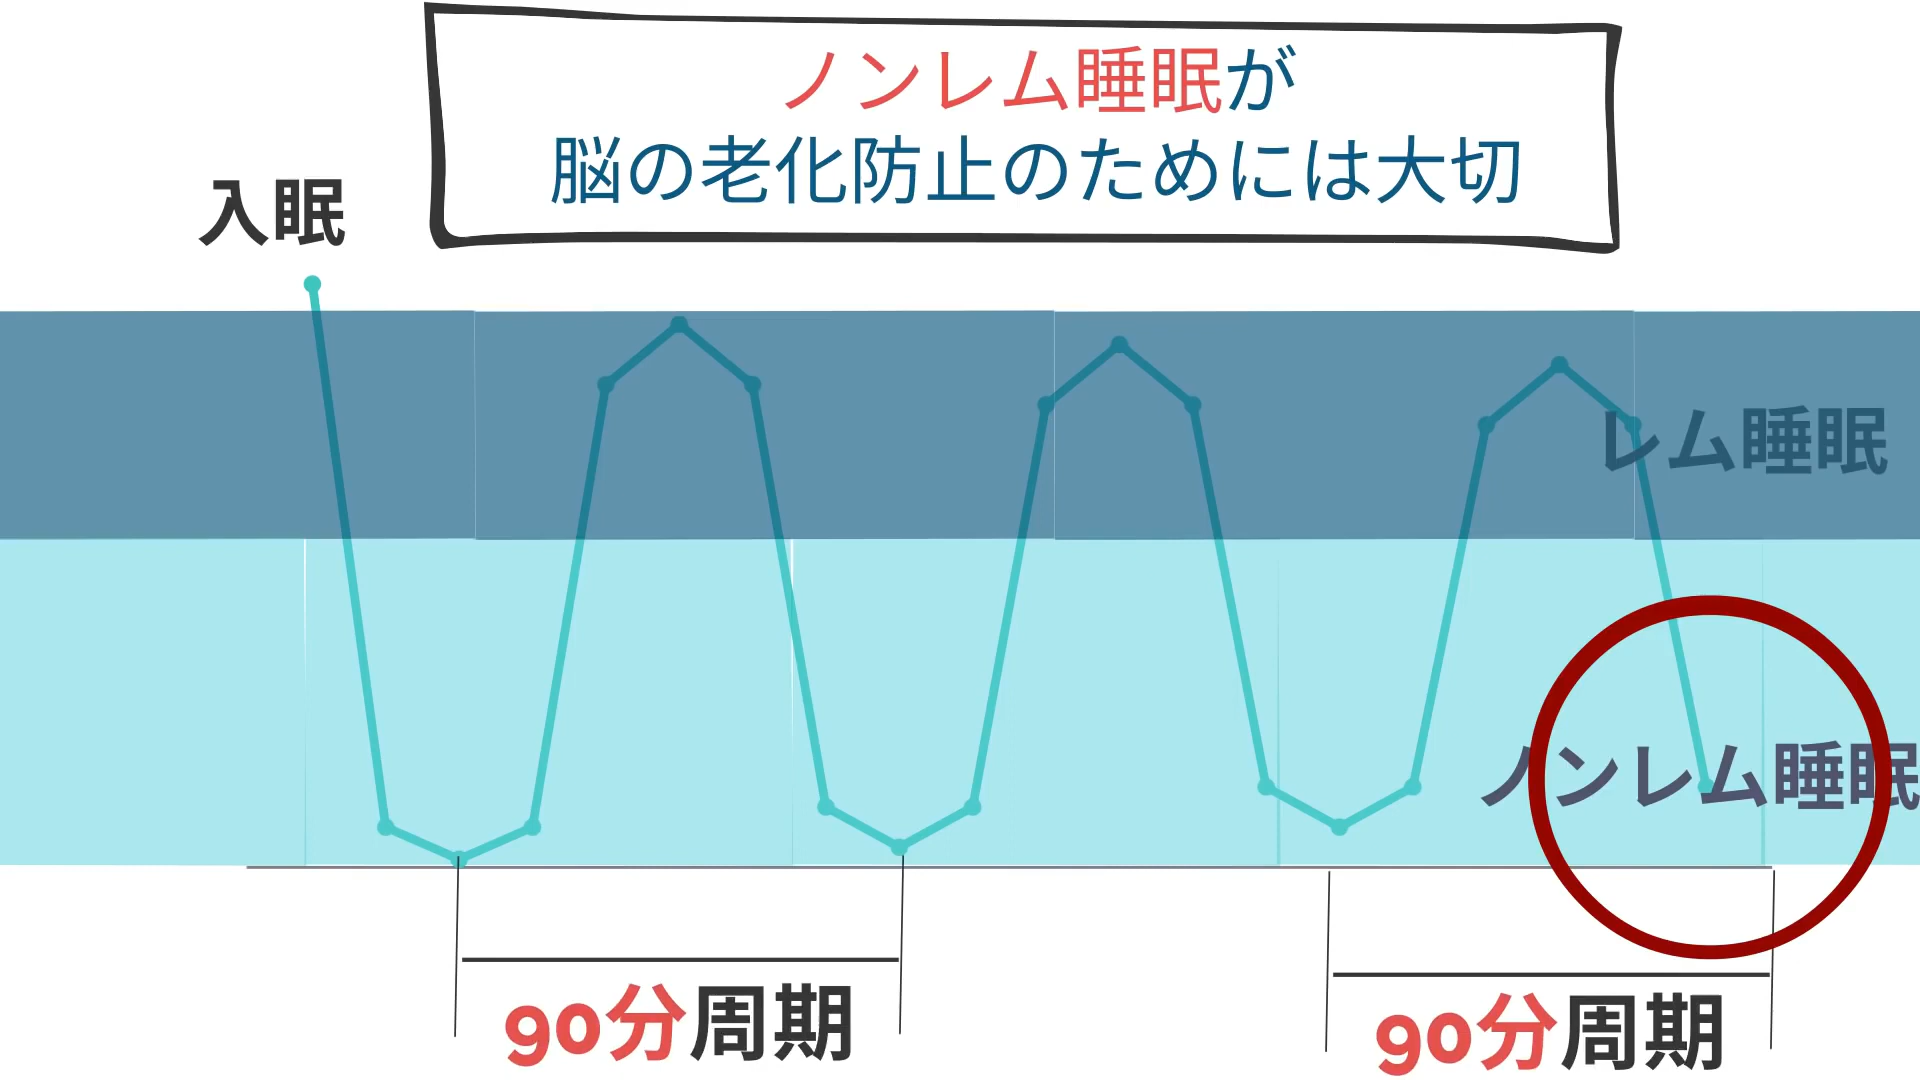 ノンレム睡眠が
脳の老化防止のためには大切
入眠
レム睡眠
ノンレム睡眠
90分周期
90分周期